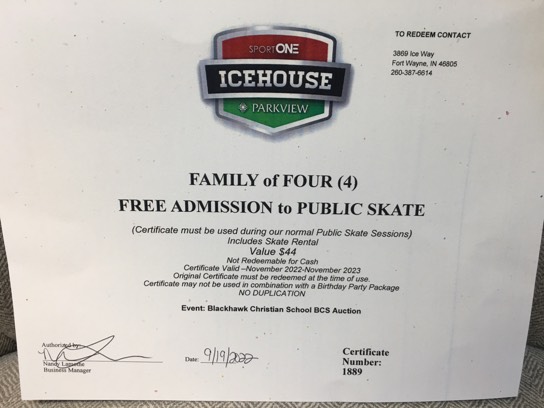 TO REDEEM CONTACT
3869 Ice Way
Fort Wayne, IN 46805
260-387-6614
SPORTONE
ICEHOUSE
PARKVIEW
FAMILY of FOUR (4)
FREE ADMISSION to PUBLIC SKATE
(Certificate must be used during our normal Public Skate Sessions)
Includes Skate Rental
Value $44
Not Redeemable for Cash
Certificate Valid –November 2022-November 2023
Original Certificate must be redeemed at the time of use.
Certificate may not be used in combination with a Birthday Party Package
NO DUPLICATION
Event: Blackhawk Christian School BCS Auction
Authorized by:
Nandy
Business Manager
Date: 9/19/2022
Certificate
Number:
1889